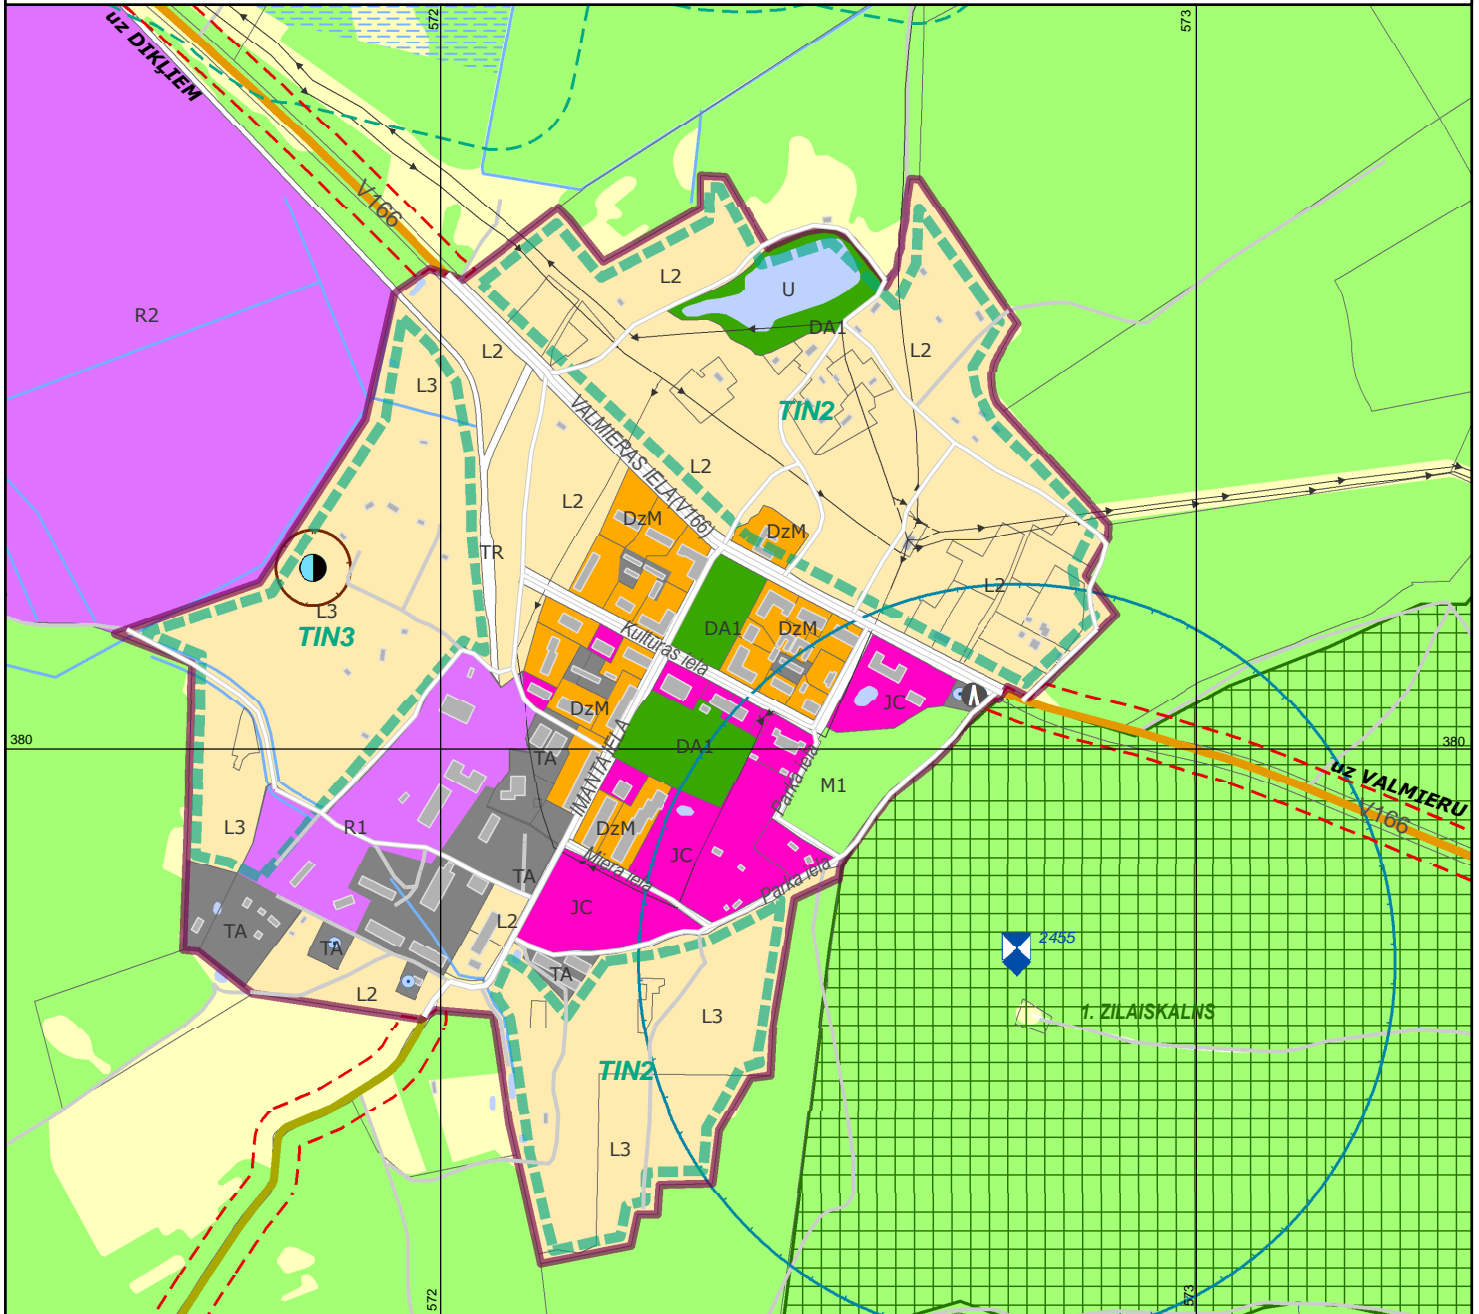 572
573
uz DIKĻIEM
V166
R2
L2
U
DA1
L2
L2
L3
TIN2
VALMIERAS IELA(V166)
L2
L2
DzM
DzM
TR
L2
L3
TIN3
Kulturas iela
DA1
DzM
JC
DzM
380
DA1
380
TA
IMANTA IELA
Parka iela
M1
uz VALMIERU
V166
L3
R1
DzM
Miera iela
JC
Parka iela
TA
JC
L2
TA
TA
2455
TA
L2
L3
1. ZILAISKALNS
TIN2
L3
572
573